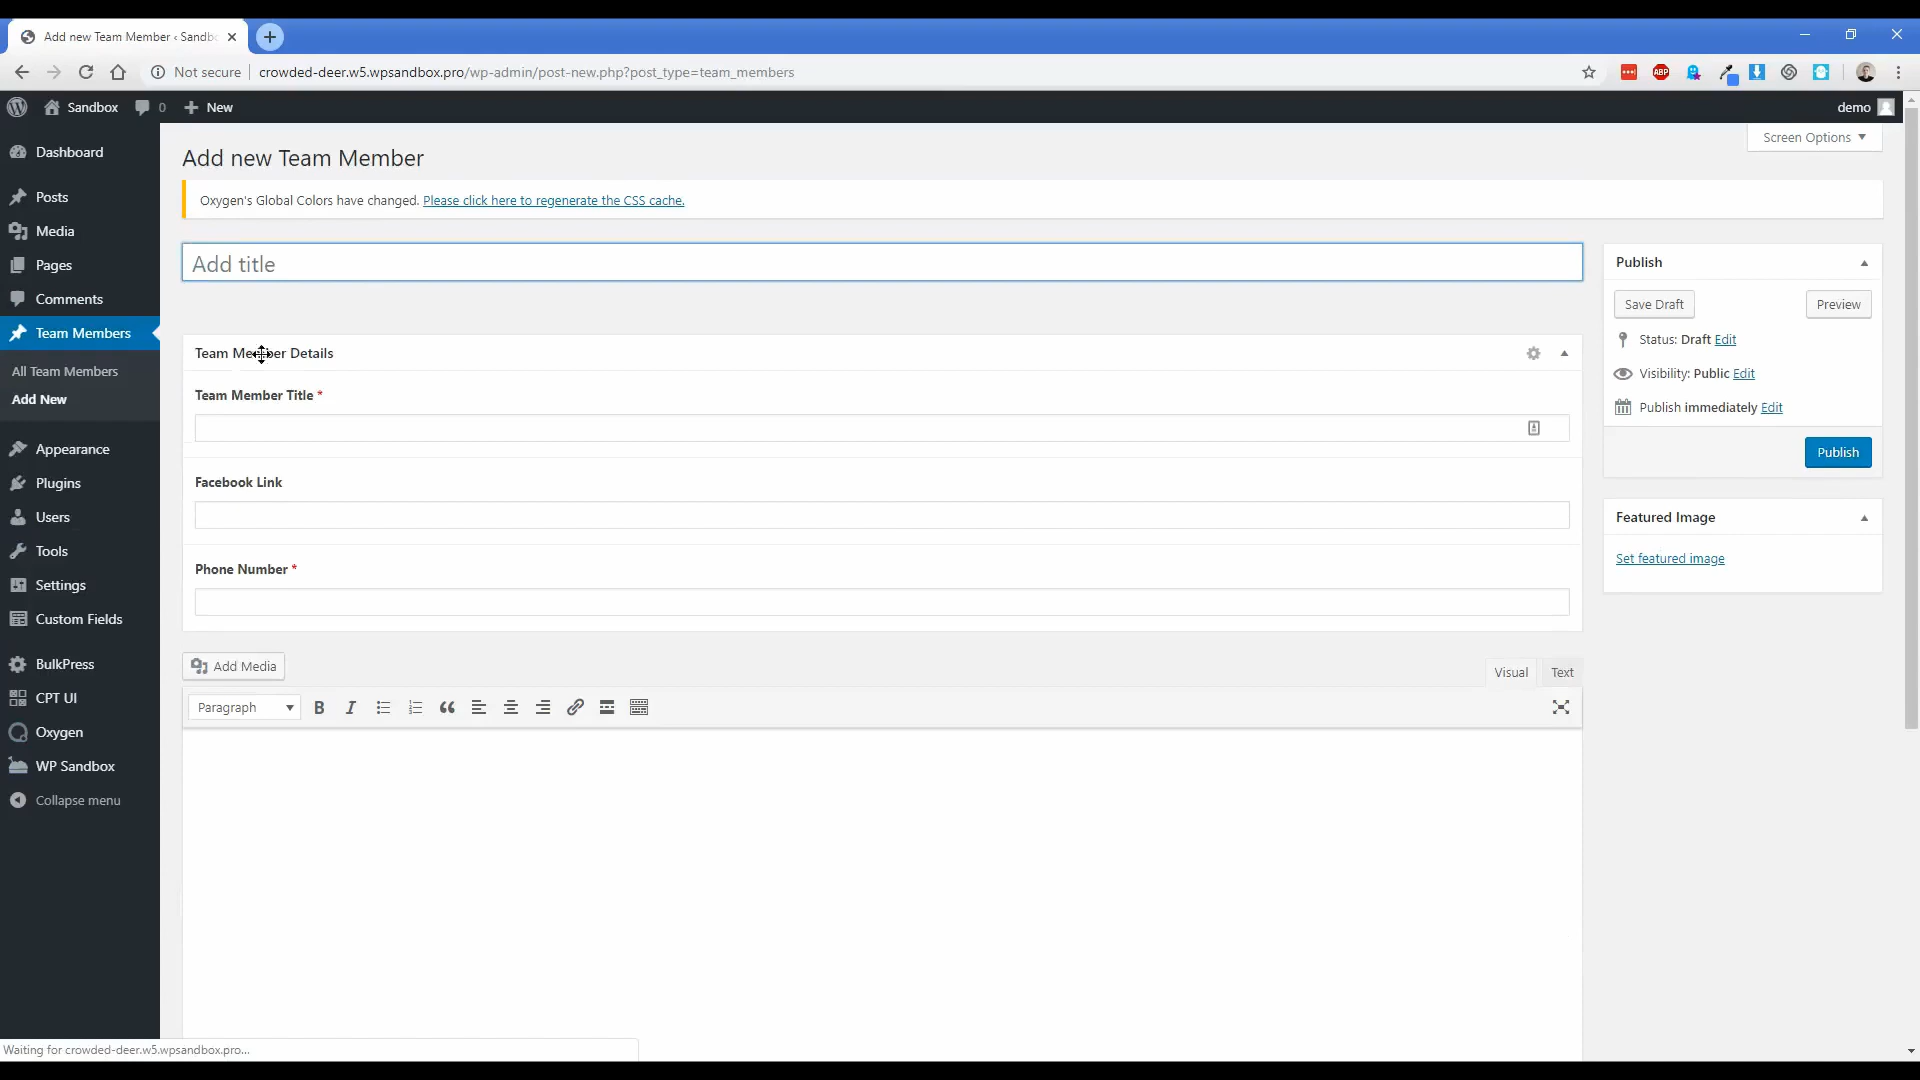 Add new Team Member ‹ Sandb
Not secure
crowded-deer.w5.wpsandbox.pro/wp-admin/post-new.php?post_type=team_members
ABP
Sandbox
0
New
demo
Screen Options
Dashboard
Posts
Media
Pages
Comments
Team Members
All Team Members
Add New
Appearance
Plugins
Users
Tools
Settings
Custom Fields
BulkPress
CPT UI
Oxygen
WP Sandbox
Collapse menu
Add new Team Member
Oxygen's Global Colors have changed. Please click here to regenerate the CSS cache.
Add title
Team Member Details
Team Member Title *
Facebook Link
Phone Number *
Add Media
Visual
Text
Paragraph
Publish
Save Draft
Preview
Status: Draft Edit
Visibility: Public Edit
Publish immediately Edit
Publish
Featured Image
Set featured image
Waiting for crowded-deer.w5.wpsandbox.pro...